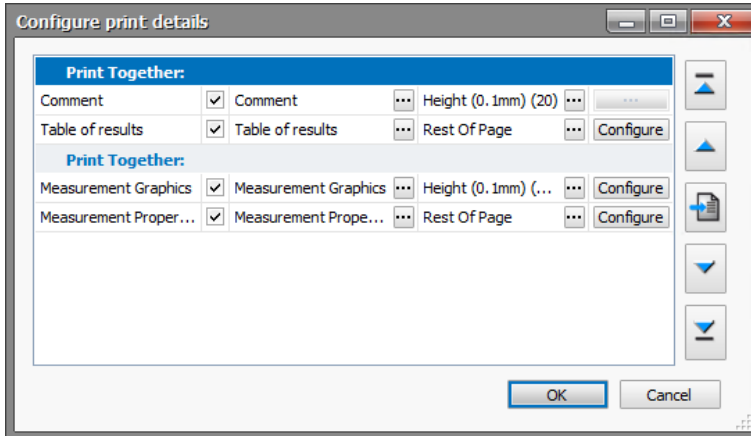 Configure print details
Print Together:
Comment Comment ... Height (0.1mm) (20) ... ...
Table of results Table of results ... Rest Of Page ... Configure
Print Together:
Measurement Graphics Measurement Graphics ... Height (0.1mm) (... ... Configure
Measurement Proper... Measurement Prope... ... Rest Of Page ... Configure
OK Cancel